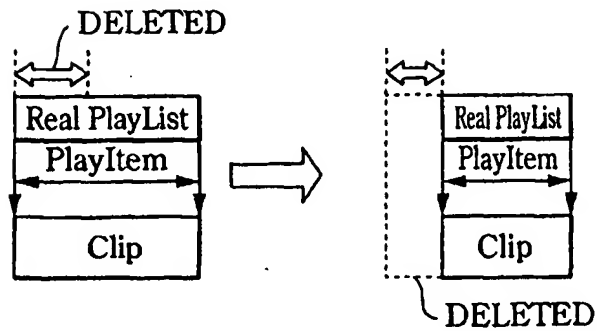 DELETED
Real PlayList
PlayItem
Clip
Real PlayList
PlayItem
Clip
DELETED